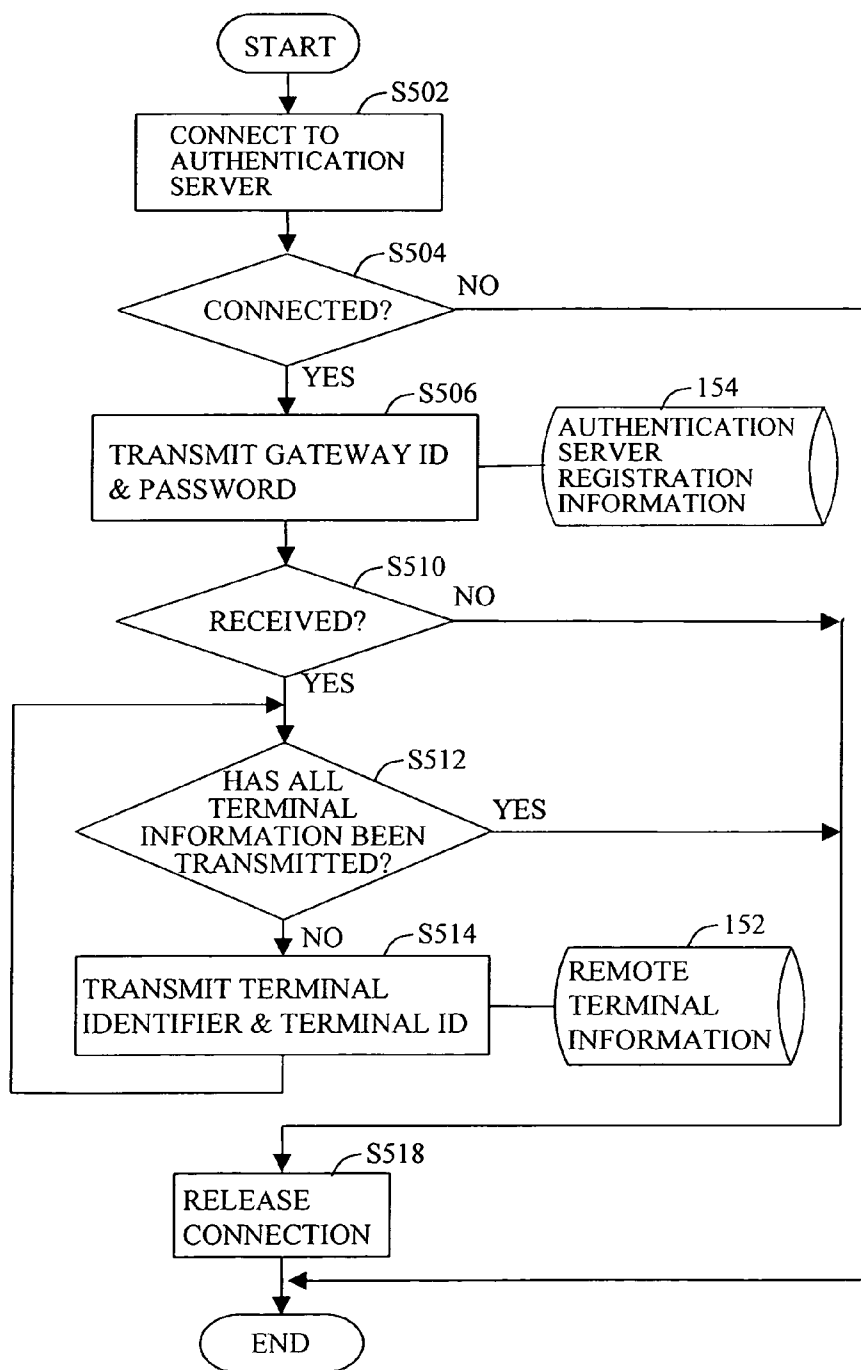 START
S502
CONNECT TO
AUTHENTICATION
SERVER
S504
CONNECTED?
NO
YES
S506
TRANSMIT GATEWAY ID
& PASSWORD
154
AUTHENTICATION
SERVER
REGISTRATION
INFORMATION
S510
RECEIVED?
NO
YES
S512
HAS ALL
TERMINAL
INFORMATION BEEN
TRANSMITTED?
YES
NO
S514
TRANSMIT TERMINAL
IDENTIFIER & TERMINAL ID
152
REMOTE
TERMINAL
INFORMATION
S518
RELEASE
CONNECTION
END